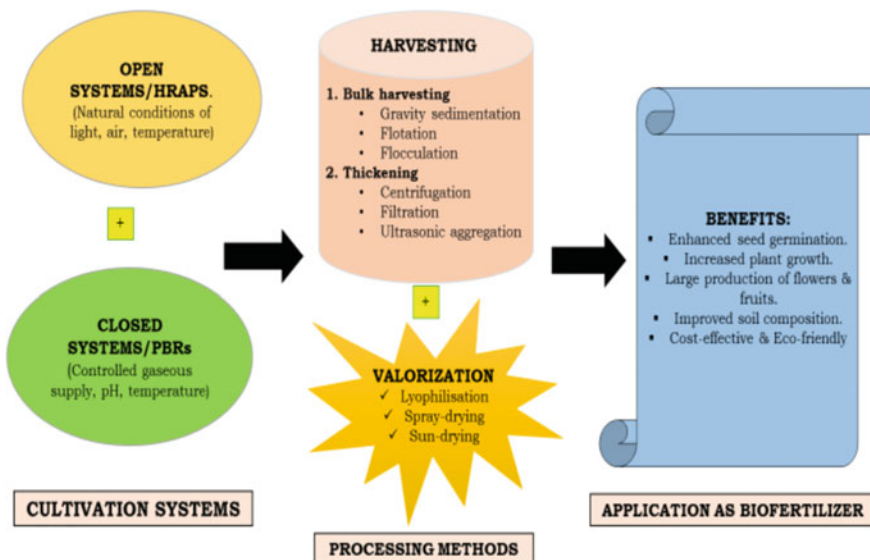 OPEN
SYSTEMS/HRAPS.
(Natural conditions of
light, air, temperature)
+
CLOSED
SYSTEMS/PBRs
(Controlled gaseous
supply, pH, temperature)
CULTIVATION SYSTEMS
HARVESTING
1. Bulk harvesting
• Gravity sedimentation
• Flotation
• Flocculation
2. Thickening
• Centrifugation
• Filtration
• Ultrasonic aggregation
+
VALORIZATION
✓ Lyophilisation
✓ Spray-drying
✓ Sun-drying
PROCESSING METHODS
BENEFITS:
▪ Enhanced seed germination.
▪ Increased plant growth.
▪ Large production of flowers &
fruits.
▪ Improved soil composition.
▪ Cost-effective & Eco-friendly
APPLICATION AS BIOFERTILIZER